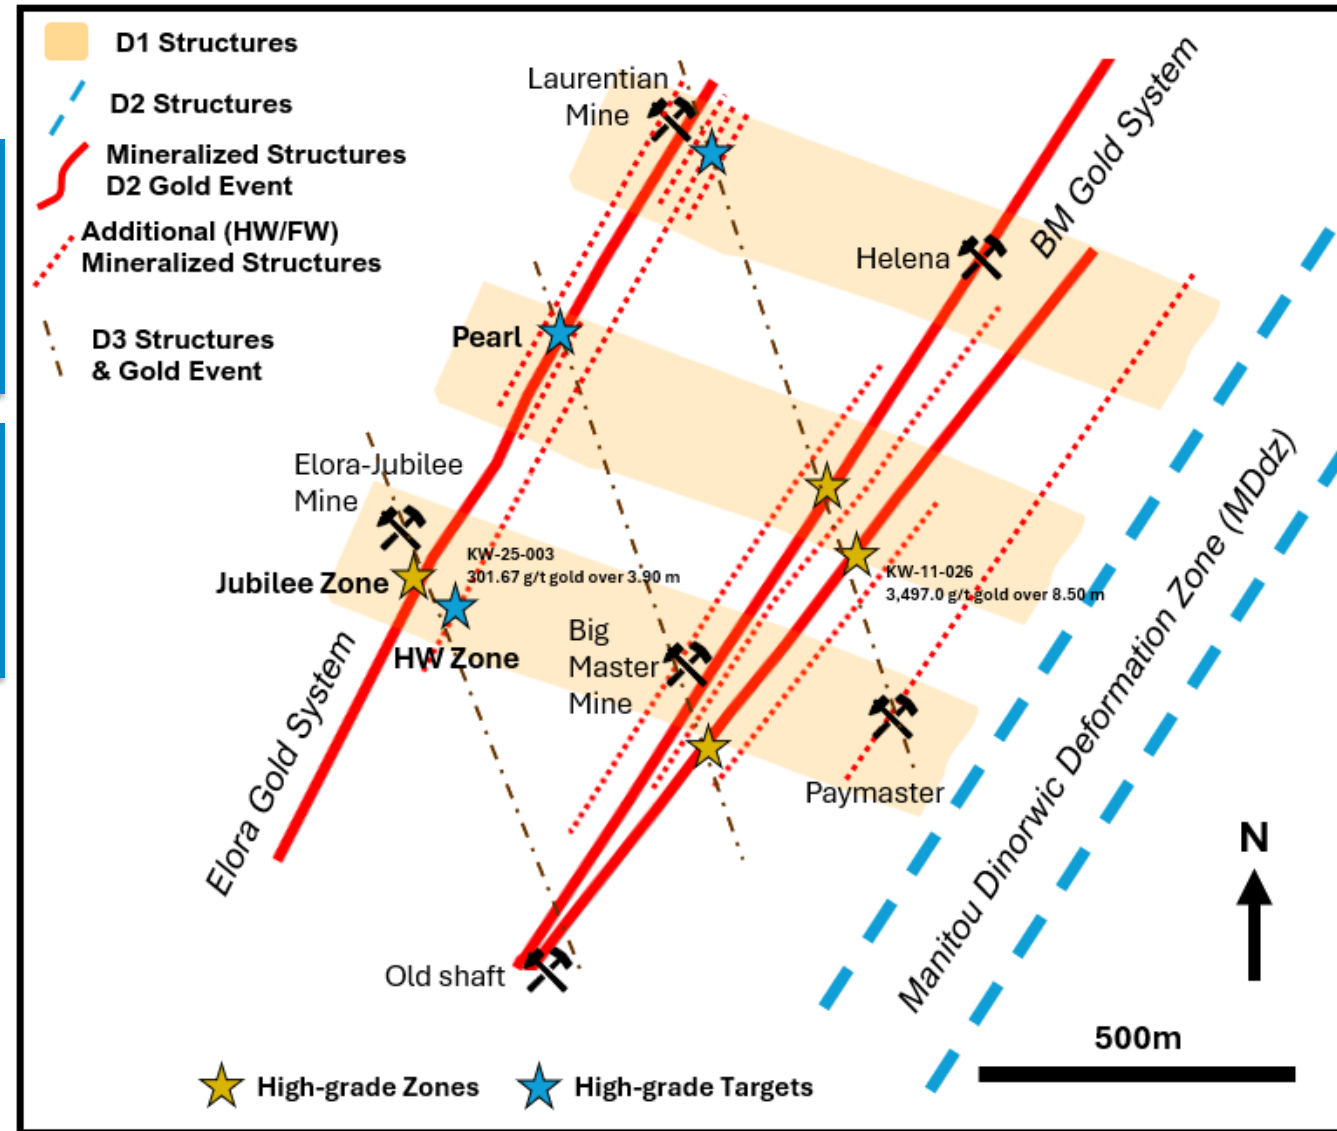 D1 Structures
D2 Structures
Mineralized Structures
D2 Gold Event
Additional (HW/FW)
Mineralized Structures
D3 Structures
& Gold Event
Laurentian
Mine
BM Gold System
Helena
Pearl
Elora-Jubilee
Mine
KW-25-003
301.67 g/t gold over 3.90 m
Jubilee Zone
KW-11-026
3,497.0 g/t gold over 8.50 m
HW Zone
Big
Master
Mine
Elora Gold System
Manitou Dinorwic Deformation Zone (MDdz)
Paymaster
Old shaft
N
500m
High-grade Zones
High-grade Targets